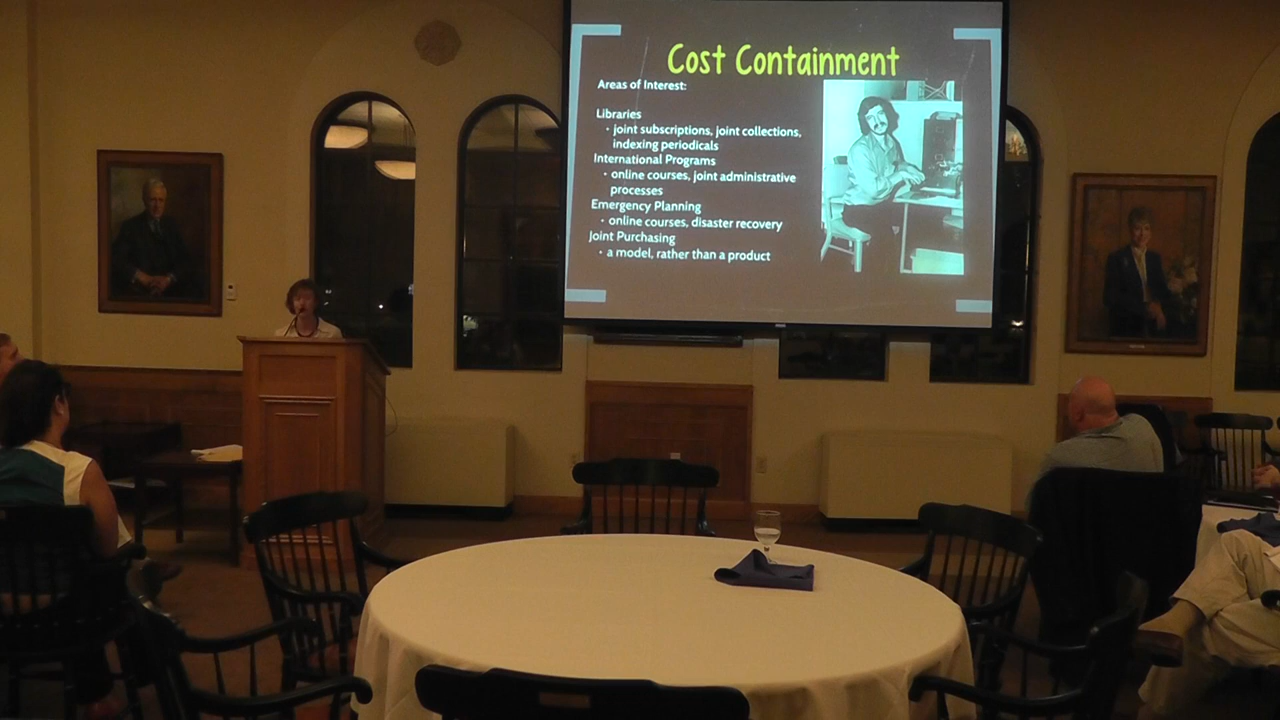 Cost Containment
Areas of Interest:
Libraries
• joint subscriptions, joint collections,
indexing periodicals
International Programs
• online courses, joint administrative
processes
Emergency Planning
• online courses, disaster recovery
Joint Purchasing
• a model, rather than a product